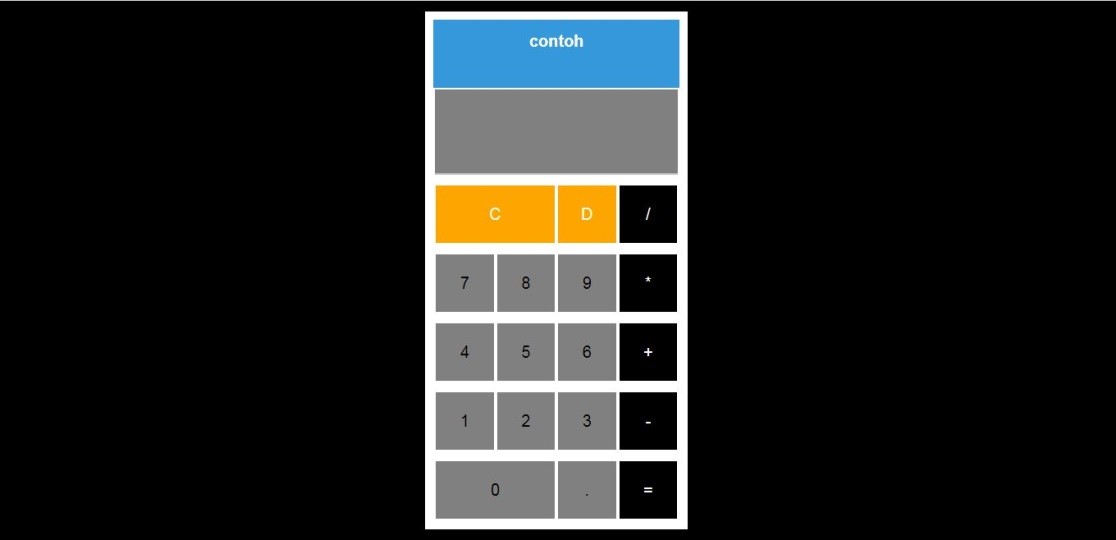 contoh
C D /
7 8 9 *
4 5 6 +
1 2 3 -
0 . =